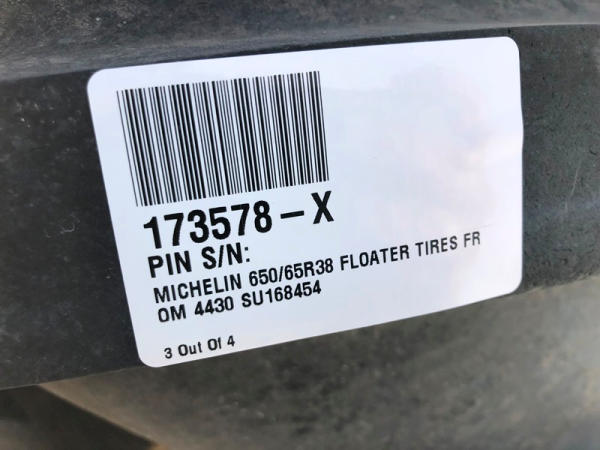 173578-X
PIN S/N:
MICHELIN 650/65R38 FLOATER TIRES FR
OM 4430 SU168454
3 Out Of 4